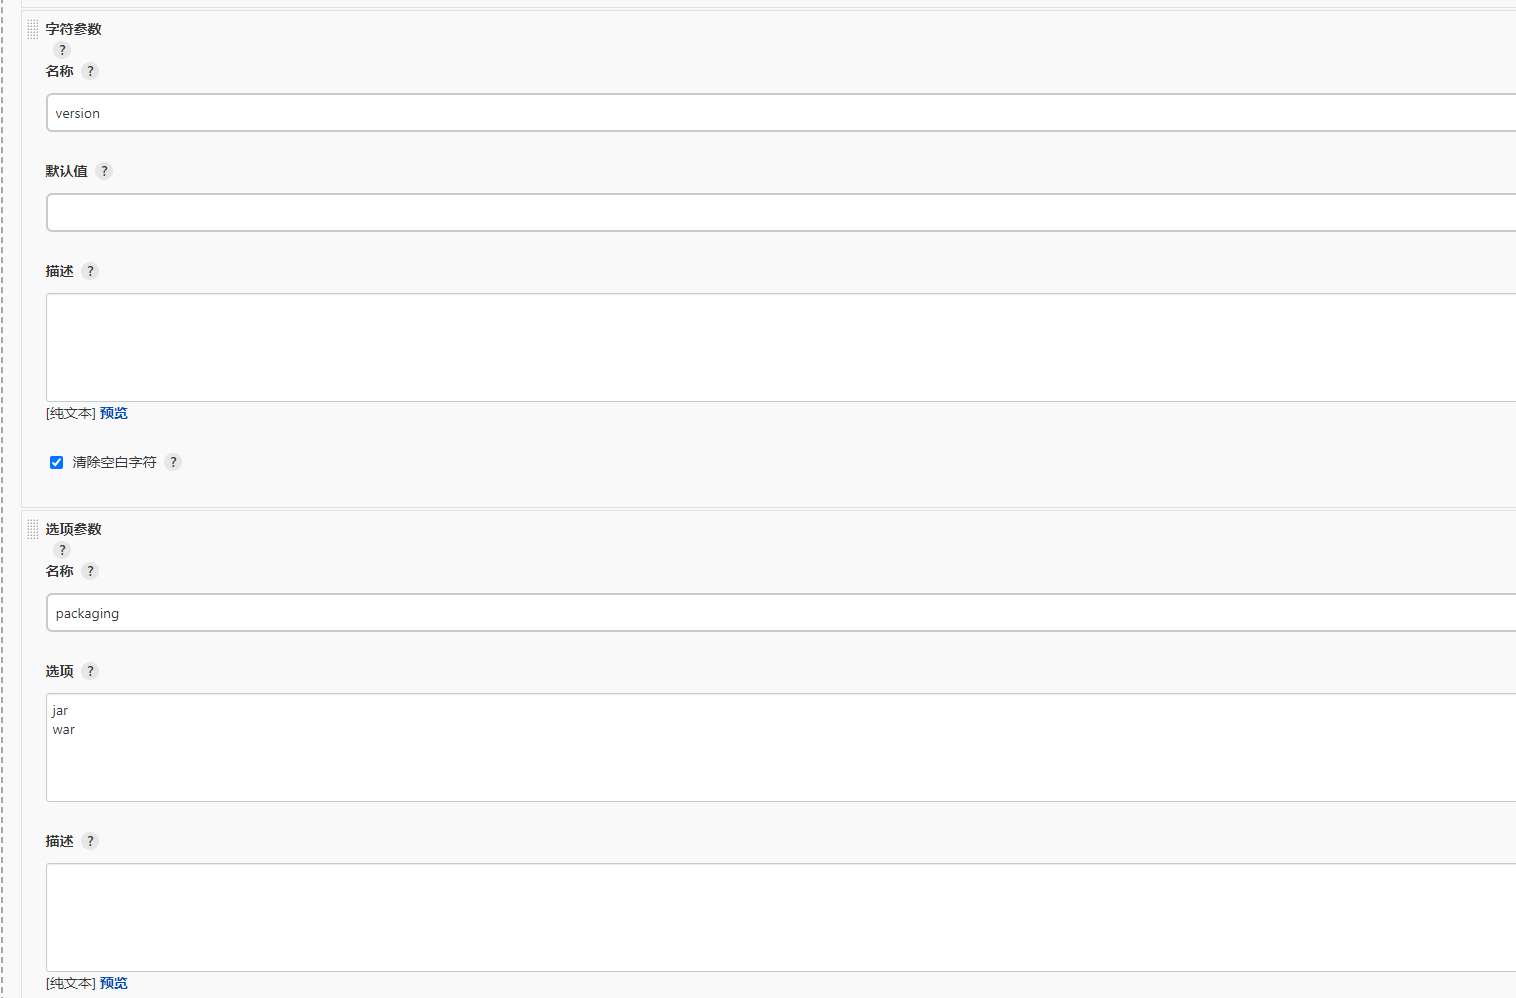 字符参数
?
名称 ?
version
默认值 ?
描述 ?
[纯文本] 预览
清除空白字符 ?
选项参数
?
名称 ?
packaging
选项 ?
jar
war
描述 ?
[纯文本] 预览